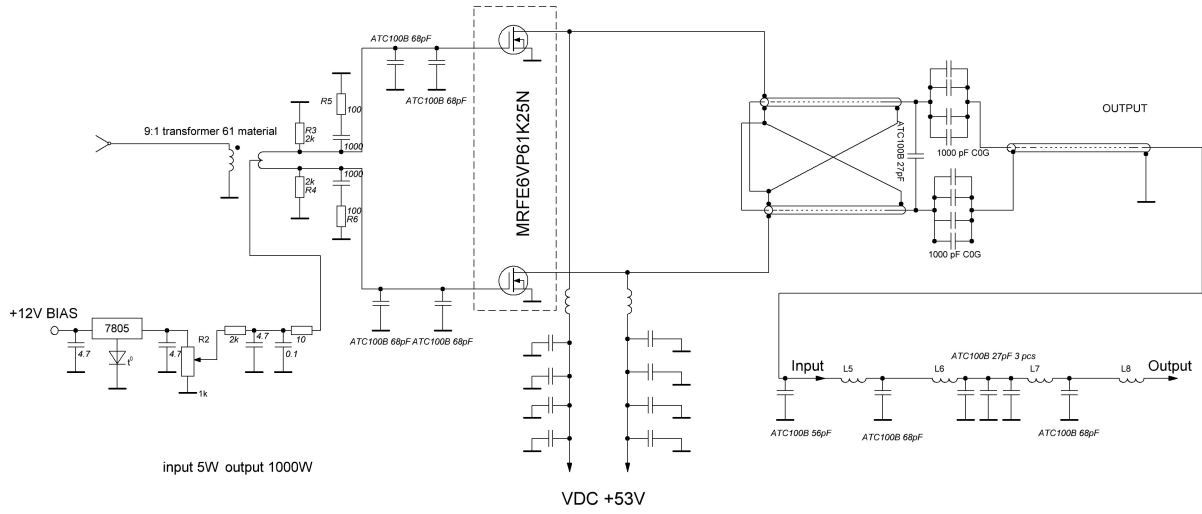 ATC100B 68pF
ATC100B 68pF
R5
100
9:1 transformer 61 material
R3
2k
1000
1000
2k
R4
100
R6
MRFE6VP61K25N
ATC100B 27pF
1000 pF C0G
1000 pF C0G
OUTPUT
ATC100B 68pF
ATC100B 68pF
+12V BIAS
7805
4.7
t⁰
4.7
R2
1k
2k
4.7
0.1
10
Input
L5
L6
ATC100B 27pF 3 pcs
L7
L8
Output
ATC100B 56pF
ATC100B 68pF
ATC100B 68pF
input 5W output 1000W
VDC +53V